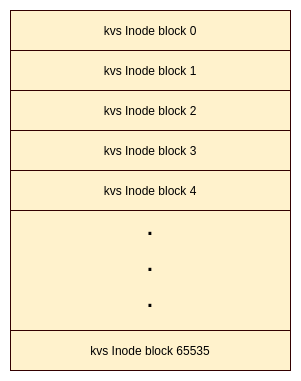 kvs Inode block 0
kvs Inode block 1
kvs Inode block 2
kvs Inode block 3
kvs Inode block 4
.
.
.
kvs Inode block 65535